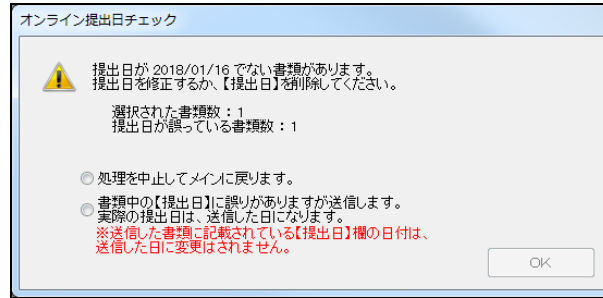 オンライン提出日チェック
提出日が 2018/01/16 でない書類があります。
提出日を修正するか、【提出日】を削除してください。
選択された書類数：1
提出日が誤っている書類数：1
処理を中止してメインに戻ります。
書類中の【提出日】に誤りがありますが送信します。
実際の提出日は、送信した日になります。
※送信した書類に記載されている【提出日】欄の日付は、
送信した日に変更はされません。
OK